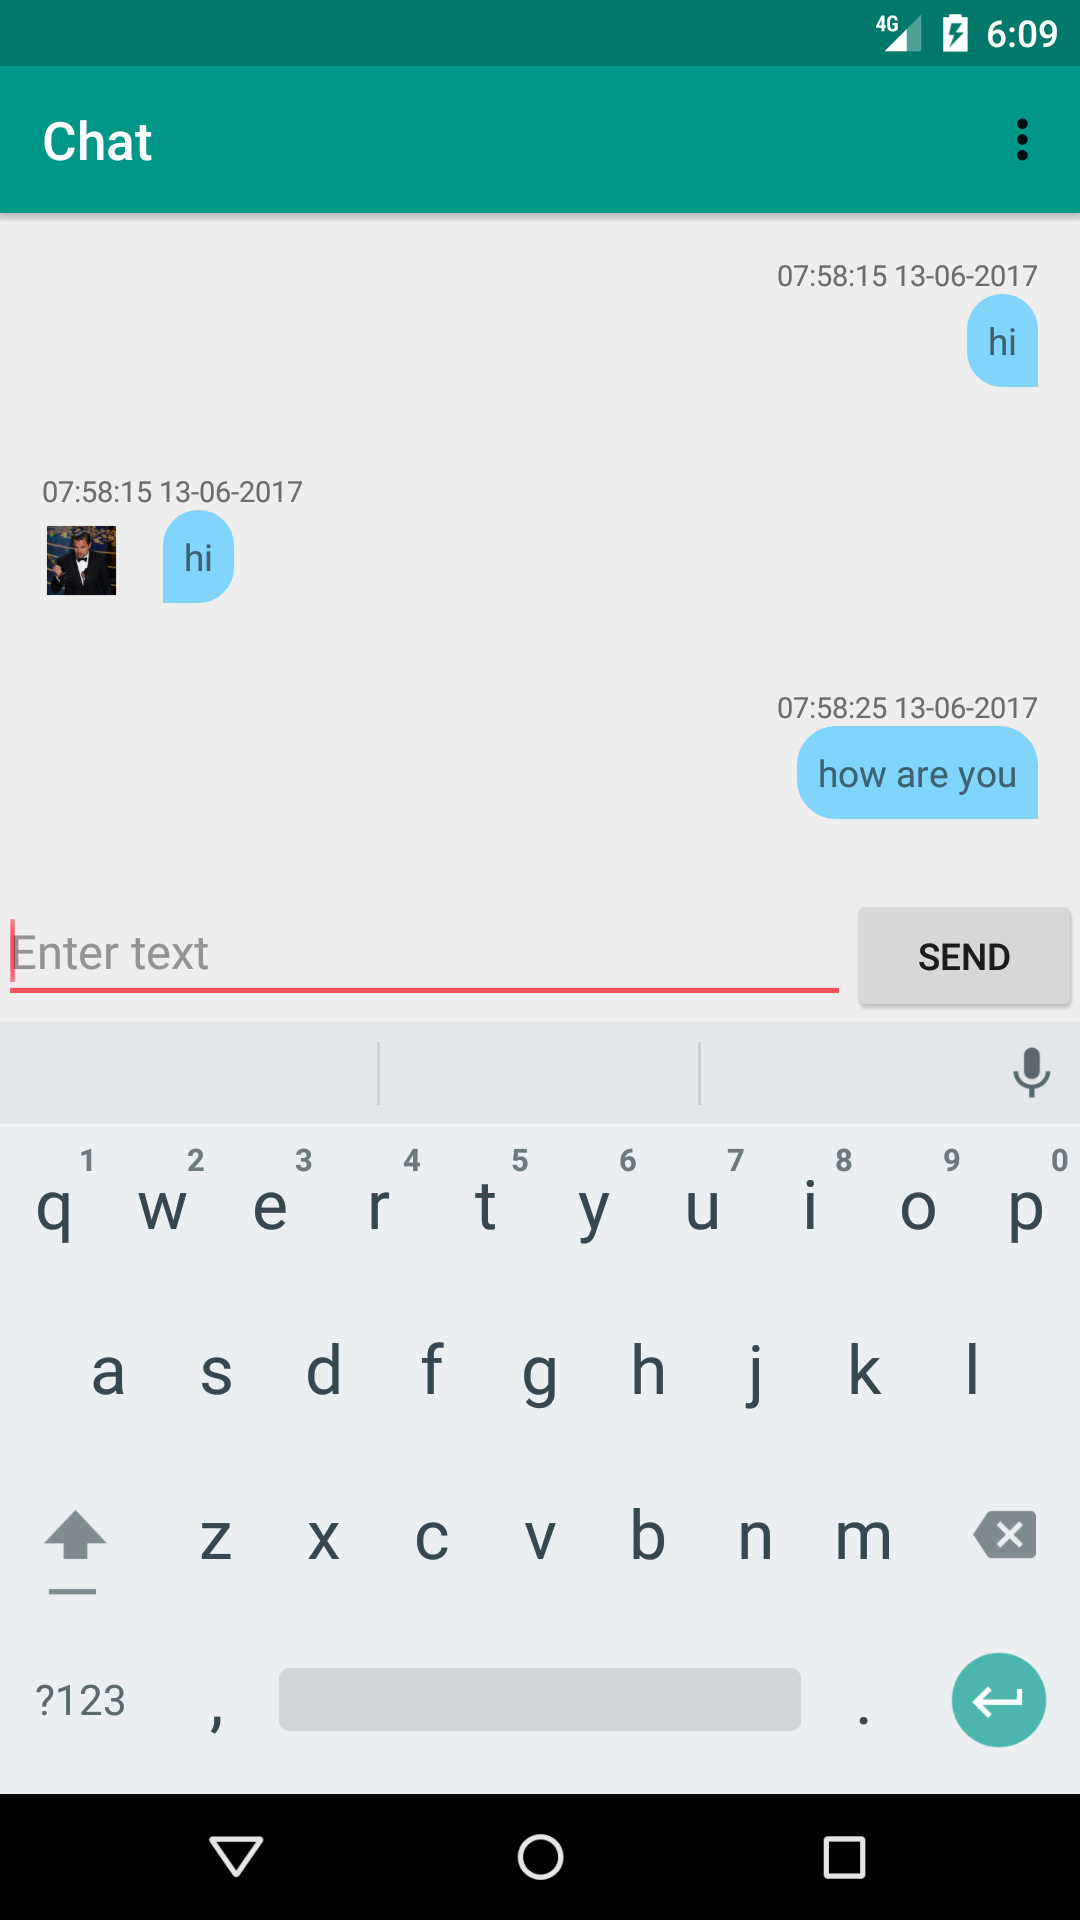 4G 6:09
Chat
07:58:15 13-06-2017
hi
07:58:15 13-06-2017
hi
07:58:25 13-06-2017
how are you
Enter text SEND
1 2 3 4 5 6 7 8 9 0
q w e r t y u i o p
a s d f g h j k l
z x c v b n m
?123 , .